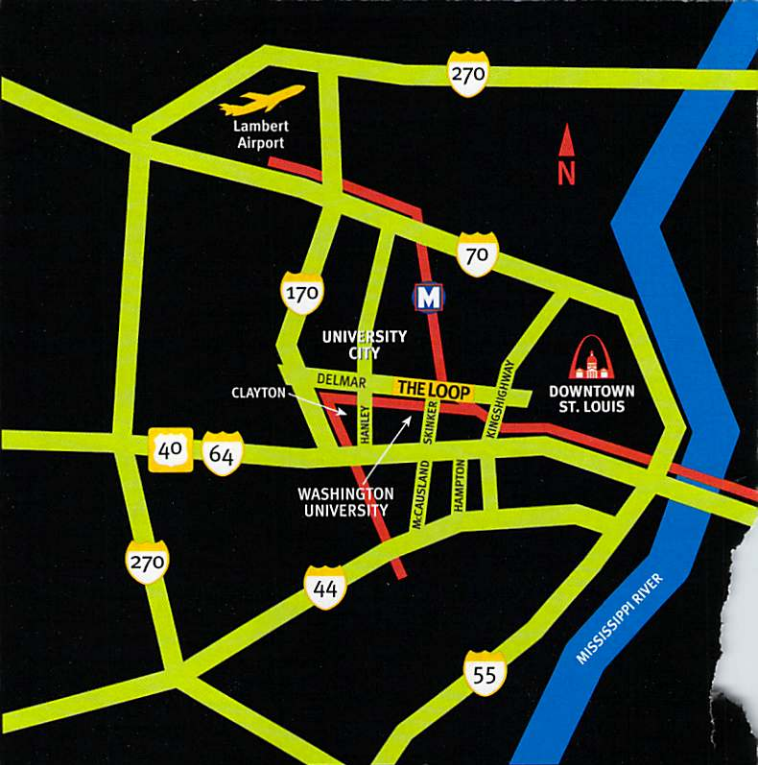 270
Lambert
Airport
N
70
170
M
UNIVERSITY
CITY
DELMAR
THE LOOP
CLAYTON
HANLEY
SKINKER
KINGSHIGHWAY
DOWNTOWN
ST. LOUIS
40
64
WASHINGTON
UNIVERSITY
McCAUSLAND
HAMPTON
270
44
55
MISSISSIPPI RIVER